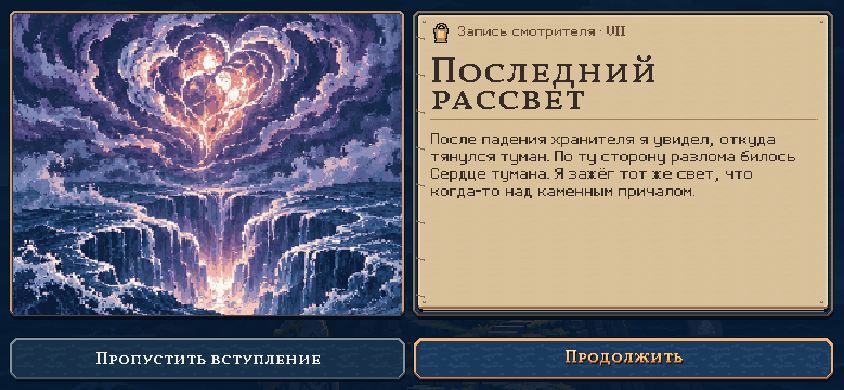 Запись смотрителя · VII
Последний
рассвет
После падения хранителя я увидел, откуда
тянулся туман. По ту сторону разлома билось
Сердце тумана. Я зажёг тот же свет, что
когда-то над каменным причалом.
Пропустить вступление
Продолжить